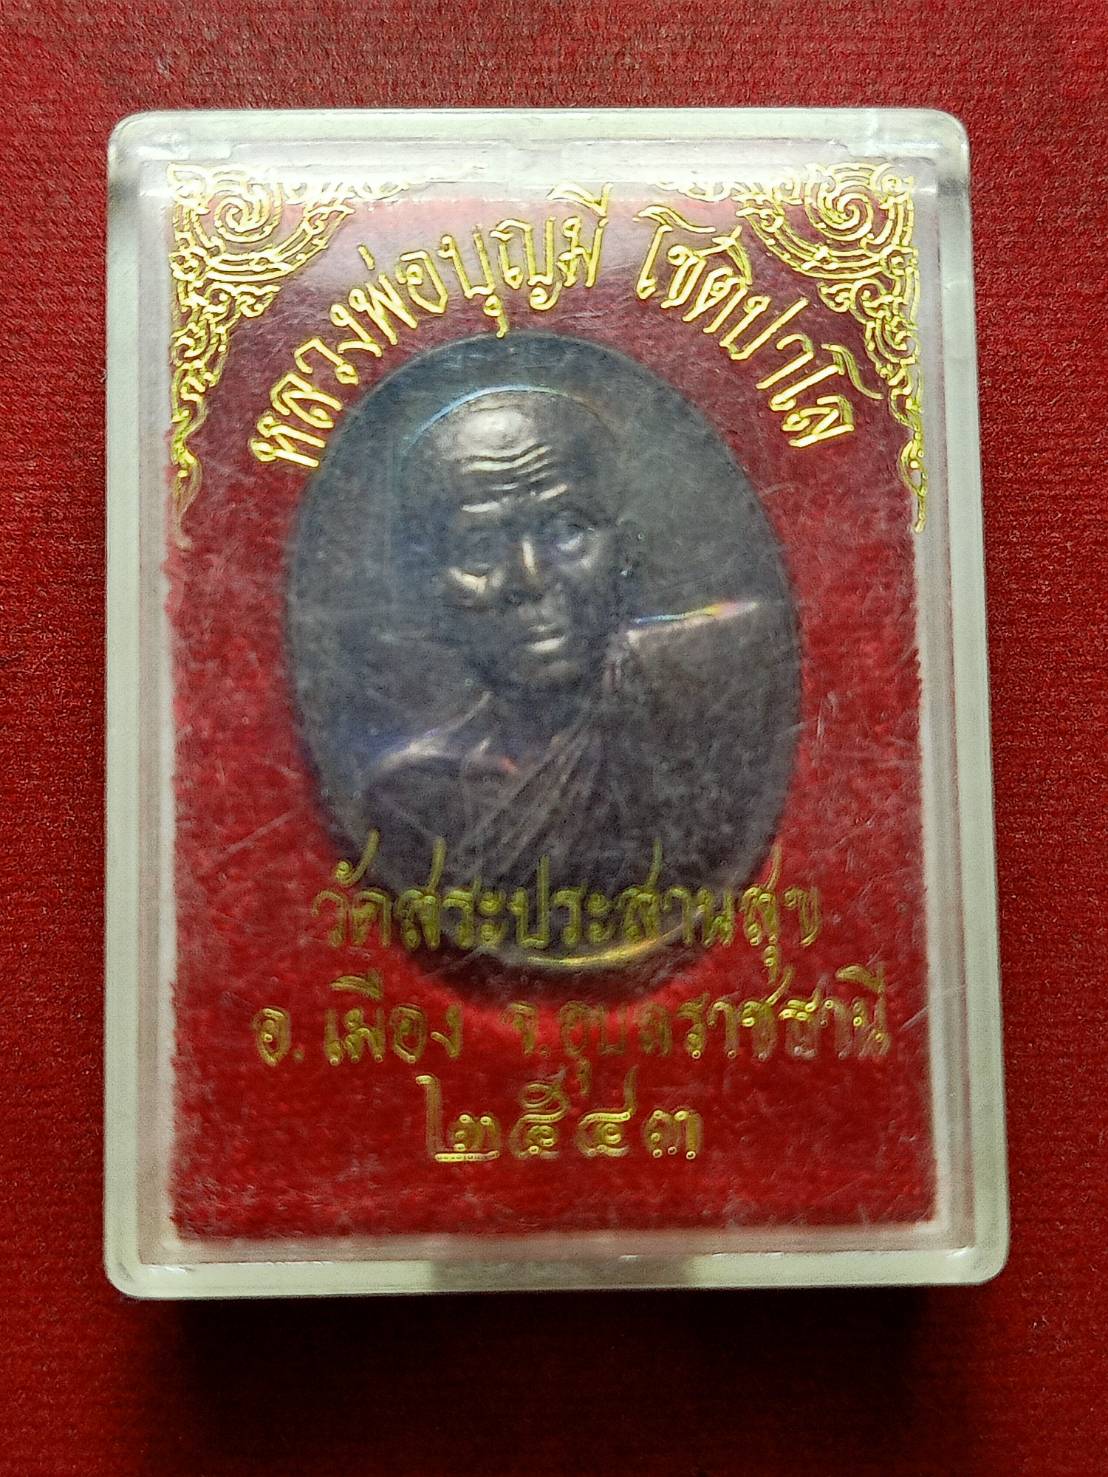 หลวงพ่อบุญมี โชติปาโล
วัดสระประสานสุข
อ.เมือง จ.อุบลราชธานี
๒๕๔๓